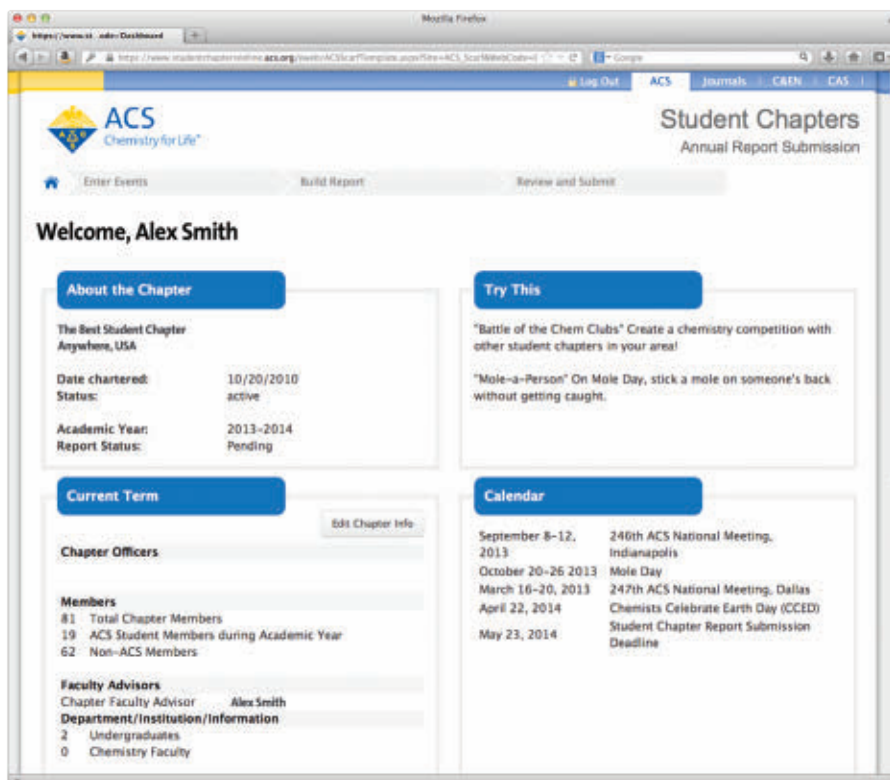 Mozilla Firefox
Log Out ACS Journals C&EN CAS
ACS
Chemistry for Life®
Student Chapters
Annual Report Submission
Enter Events Build Report Review and Submit
Welcome, Alex Smith
About the Chapter
The Best Student Chapter
Anywhere, USA
Date chartered: 10/20/2010
Status: active
Academic Year: 2013-2014
Report Status: Pending
Try This
"Battle of the Chem Clubs" Create a chemistry competition with
other student chapters in your area!
"Mole-a-Person" On Mole Day, stick a mole on someone's back
without getting caught.
Current Term
Edit Chapter Info
Chapter Officers
Members
81 Total Chapter Members
19 ACS Student Members during Academic Year
62 Non-ACS Members
Faculty Advisors
Chapter Faculty Advisor Alex Smith
Department/Institution/Information
2 Undergraduates
0 Chemistry Faculty
Calendar
September 8-12, 246th ACS National Meeting,
2013 Indianapolis
October 20-26 2013 Mole Day
March 16-20, 2013 247th ACS National Meeting, Dallas
April 22, 2014 Chemists Celebrate Earth Day (CCED)
May 23, 2014 Student Chapter Report Submission
Deadline